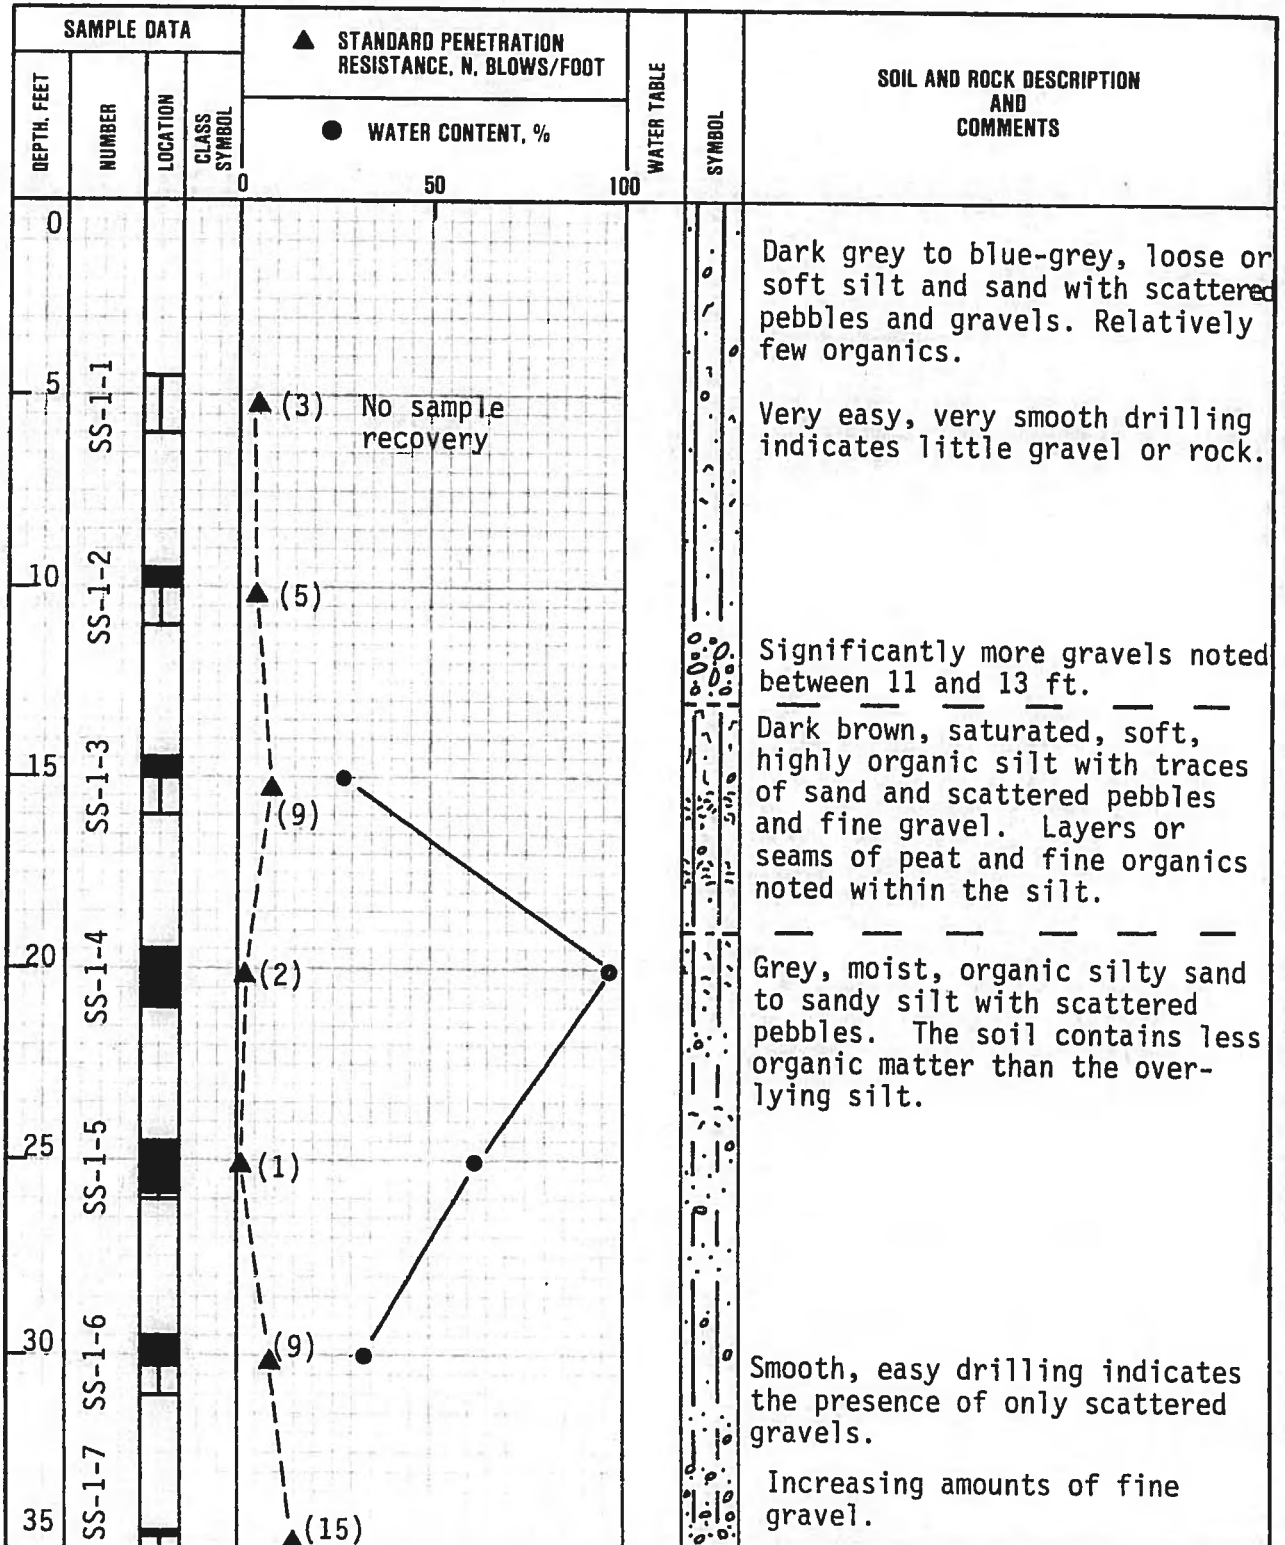 SAMPLE DATA
▲ STANDARD PENETRATION
RESISTANCE, N, BLOWS/FOOT
● WATER CONTENT, %
DEPTH, FEET
NUMBER
LOCATION
CLASS
SYMBOL
WATER TABLE
SYMBOL
SOIL AND ROCK DESCRIPTION
AND
COMMENTS
0 50 100
0
Dark grey to blue-grey, loose or
soft silt and sand with scattered
pebbles and gravels. Relatively
few organics.
5
SS-1-1
(3) No sample
recovery
Very easy, very smooth drilling
indicates little gravel or rock.
10
SS-1-2
(5)
Significantly more gravels noted
between 11 and 13 ft.
15
SS-1-3
(9)
Dark brown, saturated, soft,
highly organic silt with traces
of sand and scattered pebbles
and fine gravel. Layers or
seams of peat and fine organics
noted within the silt.
20
SS-1-4
(2)
Grey, moist, organic silty sand
to sandy silt with scattered
pebbles. The soil contains less
organic matter than the over-
lying silt.
25
SS-1-5
(1)
30
SS-1-6
(9)
Smooth, easy drilling indicates
the presence of only scattered
gravels.
SS-1-7
Increasing amounts of fine
gravel.
35
(15)